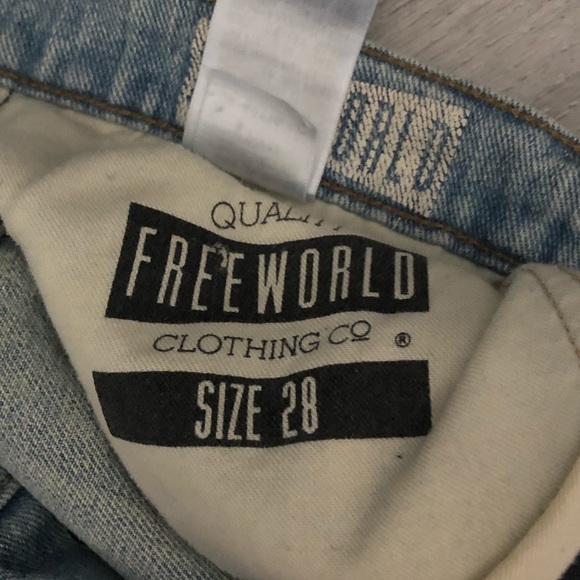 QUALITY
FREEWORLD
CLOTHING CO ®
SIZE 28